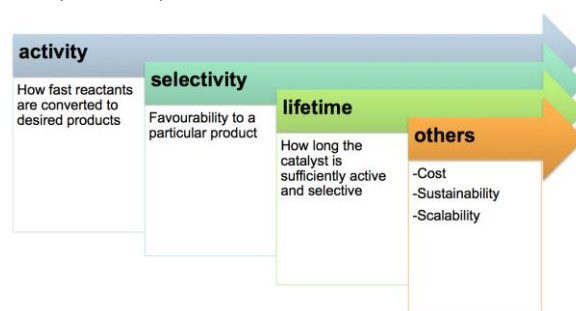 activity
How fast reactants
are converted to
desired products
selectivity
Favourability to a
particular product
lifetime
How long the
catalyst is
sufficiently active
and selective
others
-Cost
-Sustainability
-Scalability